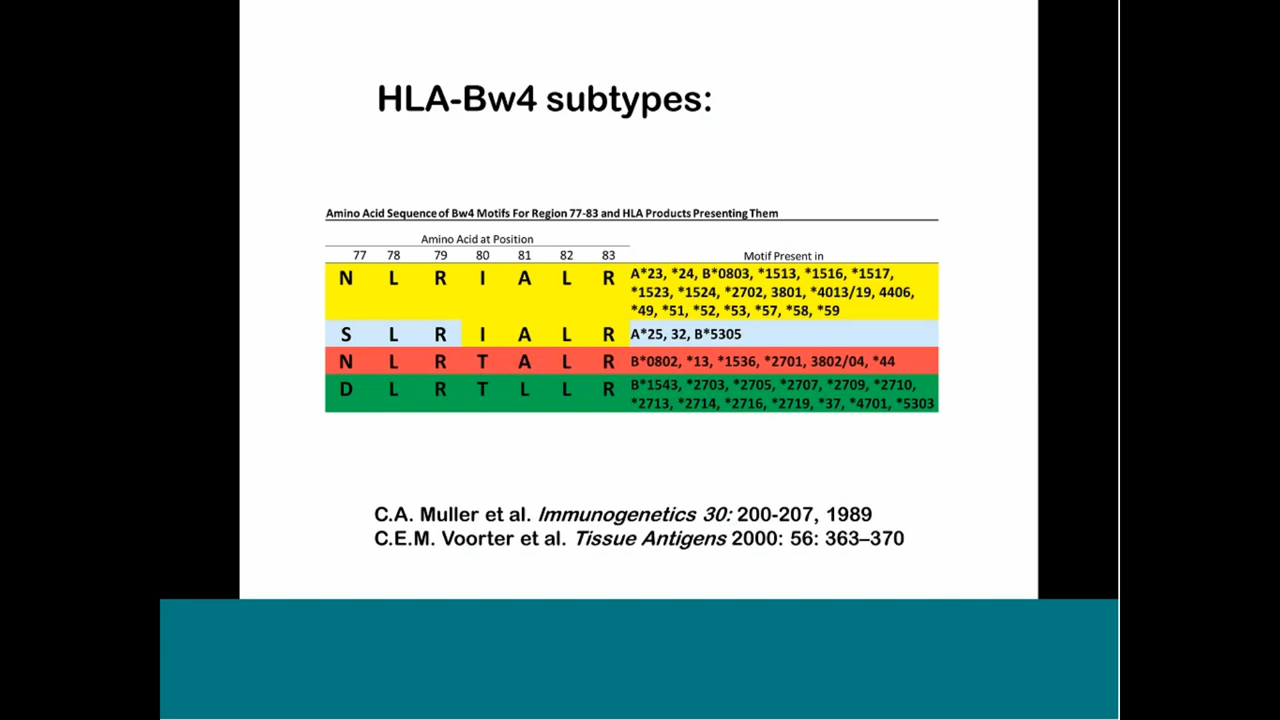 HLA-Bw4 subtypes:
Amino Acid Sequence of Bw4 Motifs For Region 77-83 and HLA Products Presenting Them
Amino Acid at Position
77 78 79 80 81 82 83 Motif Present in
N L R I A L R A*23, *24, B*0803, *1513, *1516, *1517,
*1523, *1524, *2702, 3801, *4013/19, 4406,
*49, *51, *52, *53, *57, *58, *59
S L R I A L R A*25, 32, B*5305
N L R T A L R B*0802, *13, *1536, *2701, 3802/04, *44
D L R T L L R B*1543, *2703, *2705, *2707, *2709, *2710,
*2713, *2714, *2716, *2719, *37, *4701, *5303
C.A. Muller et al. Immunogenetics 30: 200-207, 1989
C.E.M. Voorter et al. Tissue Antigens 2000: 56: 363–370